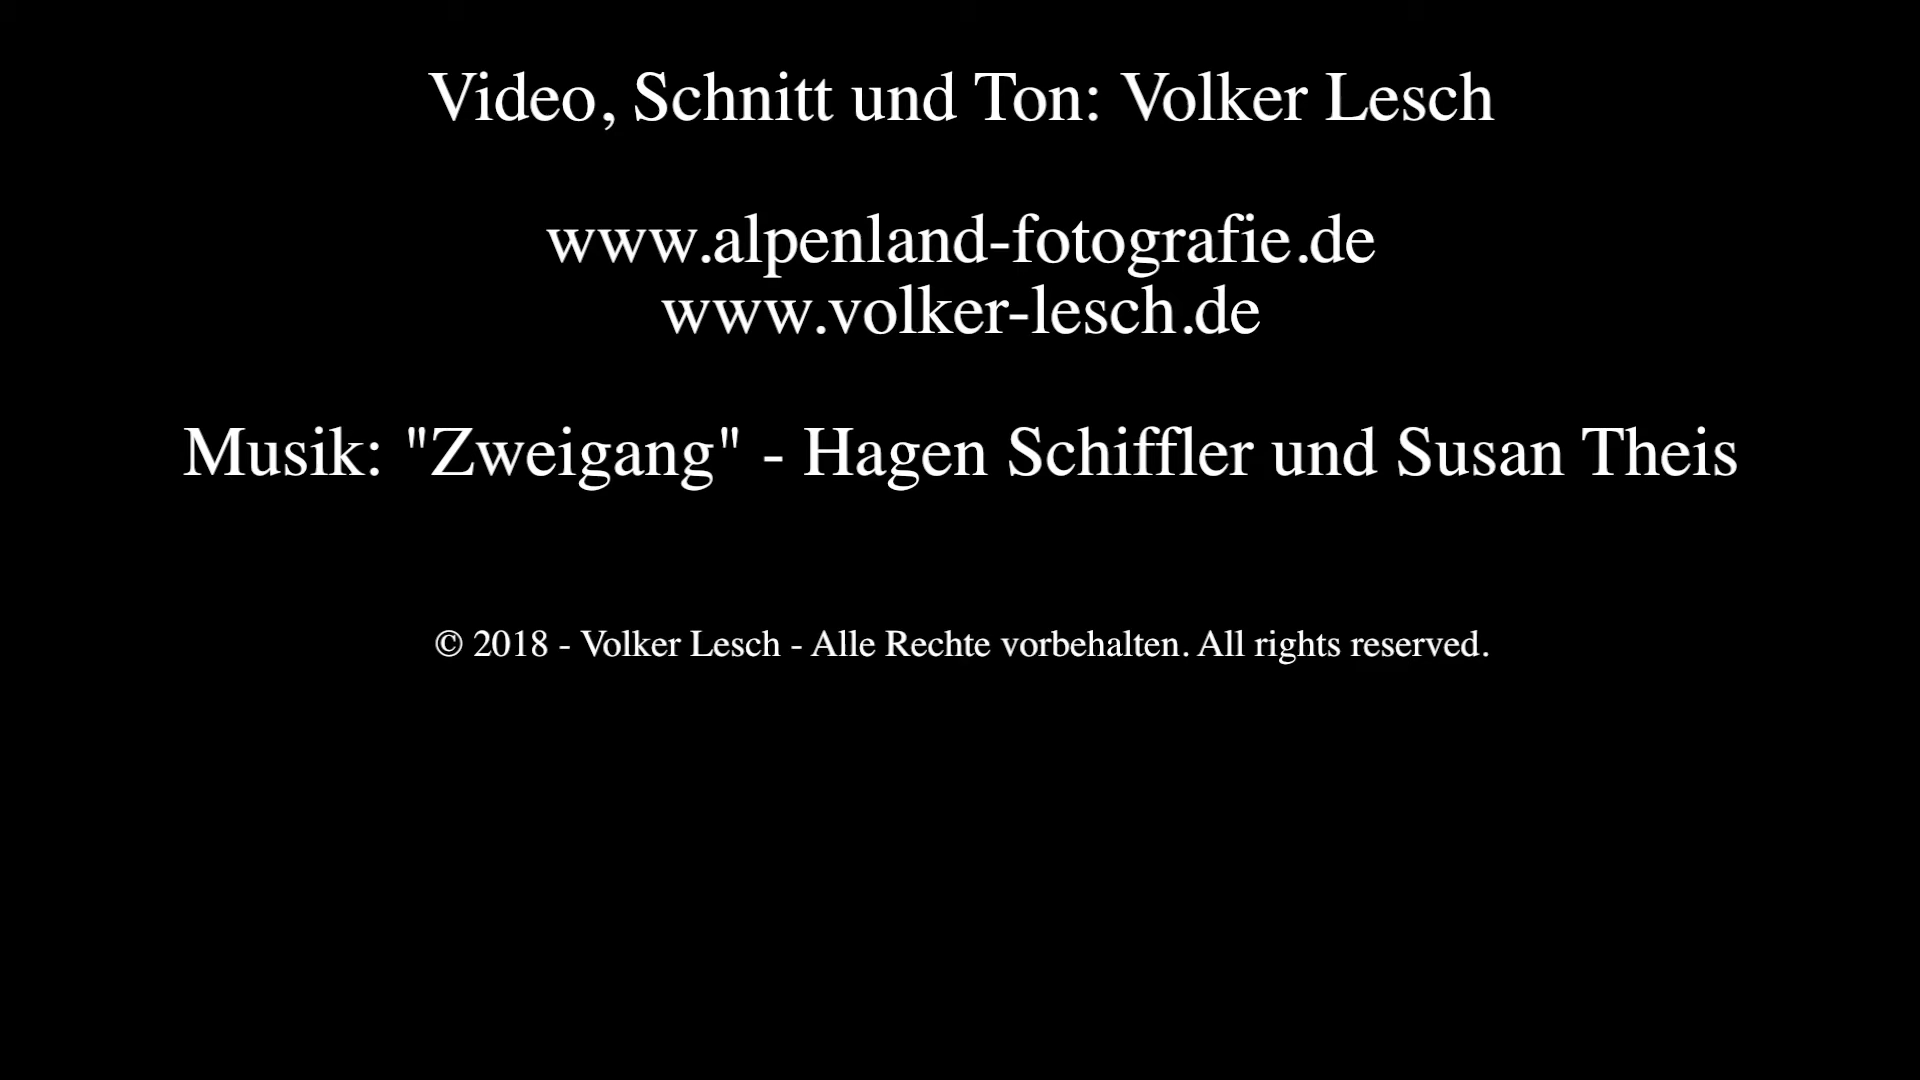 Video, Schnitt und Ton: Volker Lesch
www.alpenland-fotografie.de
www.volker-lesch.de
Musik: "Zweigang" - Hagen Schiffler und Susan Theis
© 2018 - Volker Lesch - Alle Rechte vorbehalten. All rights reserved.